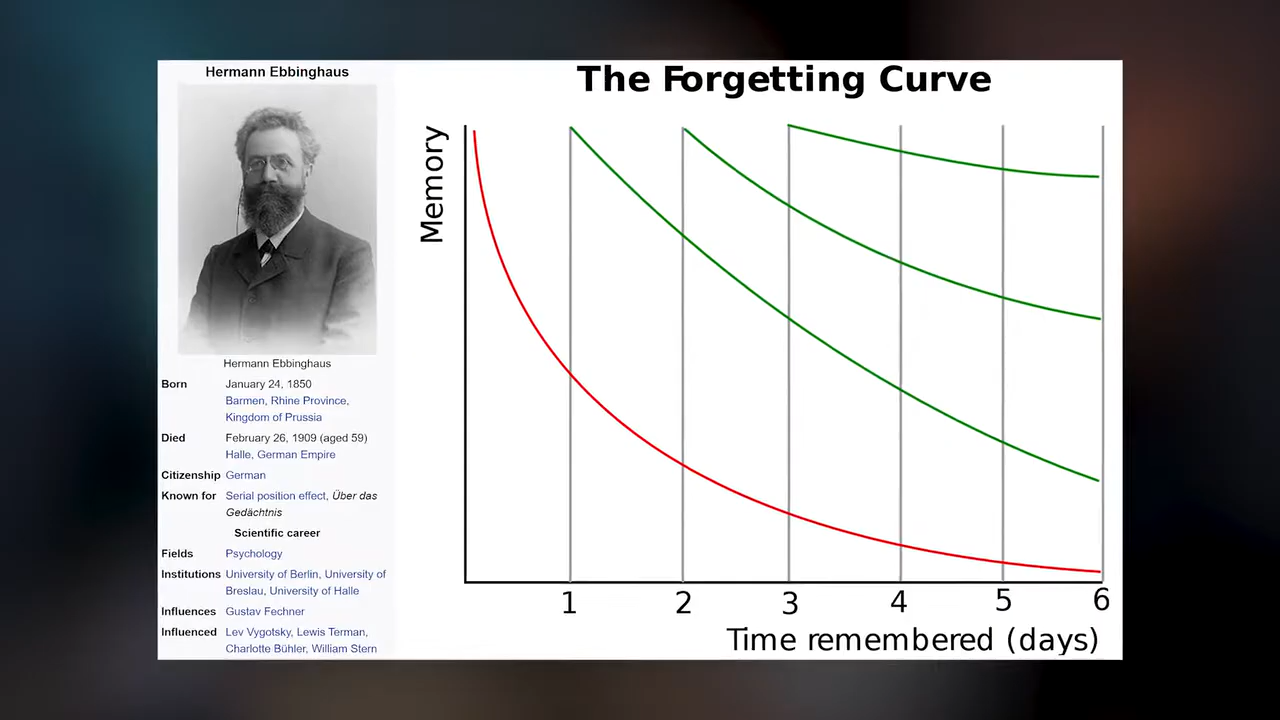 Hermann Ebbinghaus
Hermann Ebbinghaus
Born January 24, 1850
Barmen, Rhine Province,
Kingdom of Prussia
Died February 26, 1909 (aged 59)
Halle, German Empire
Citizenship German
Known for Serial position effect, Über das
Gedächtnis
Scientific career
Fields Psychology
Institutions University of Berlin, University of
Breslau, University of Halle
Influences Gustav Fechner
Influenced Lev Vygotsky, Lewis Terman,
Charlotte Bühler, William Stern
The Forgetting Curve
Memory
1 2 3 4 5 6
Time remembered (days)